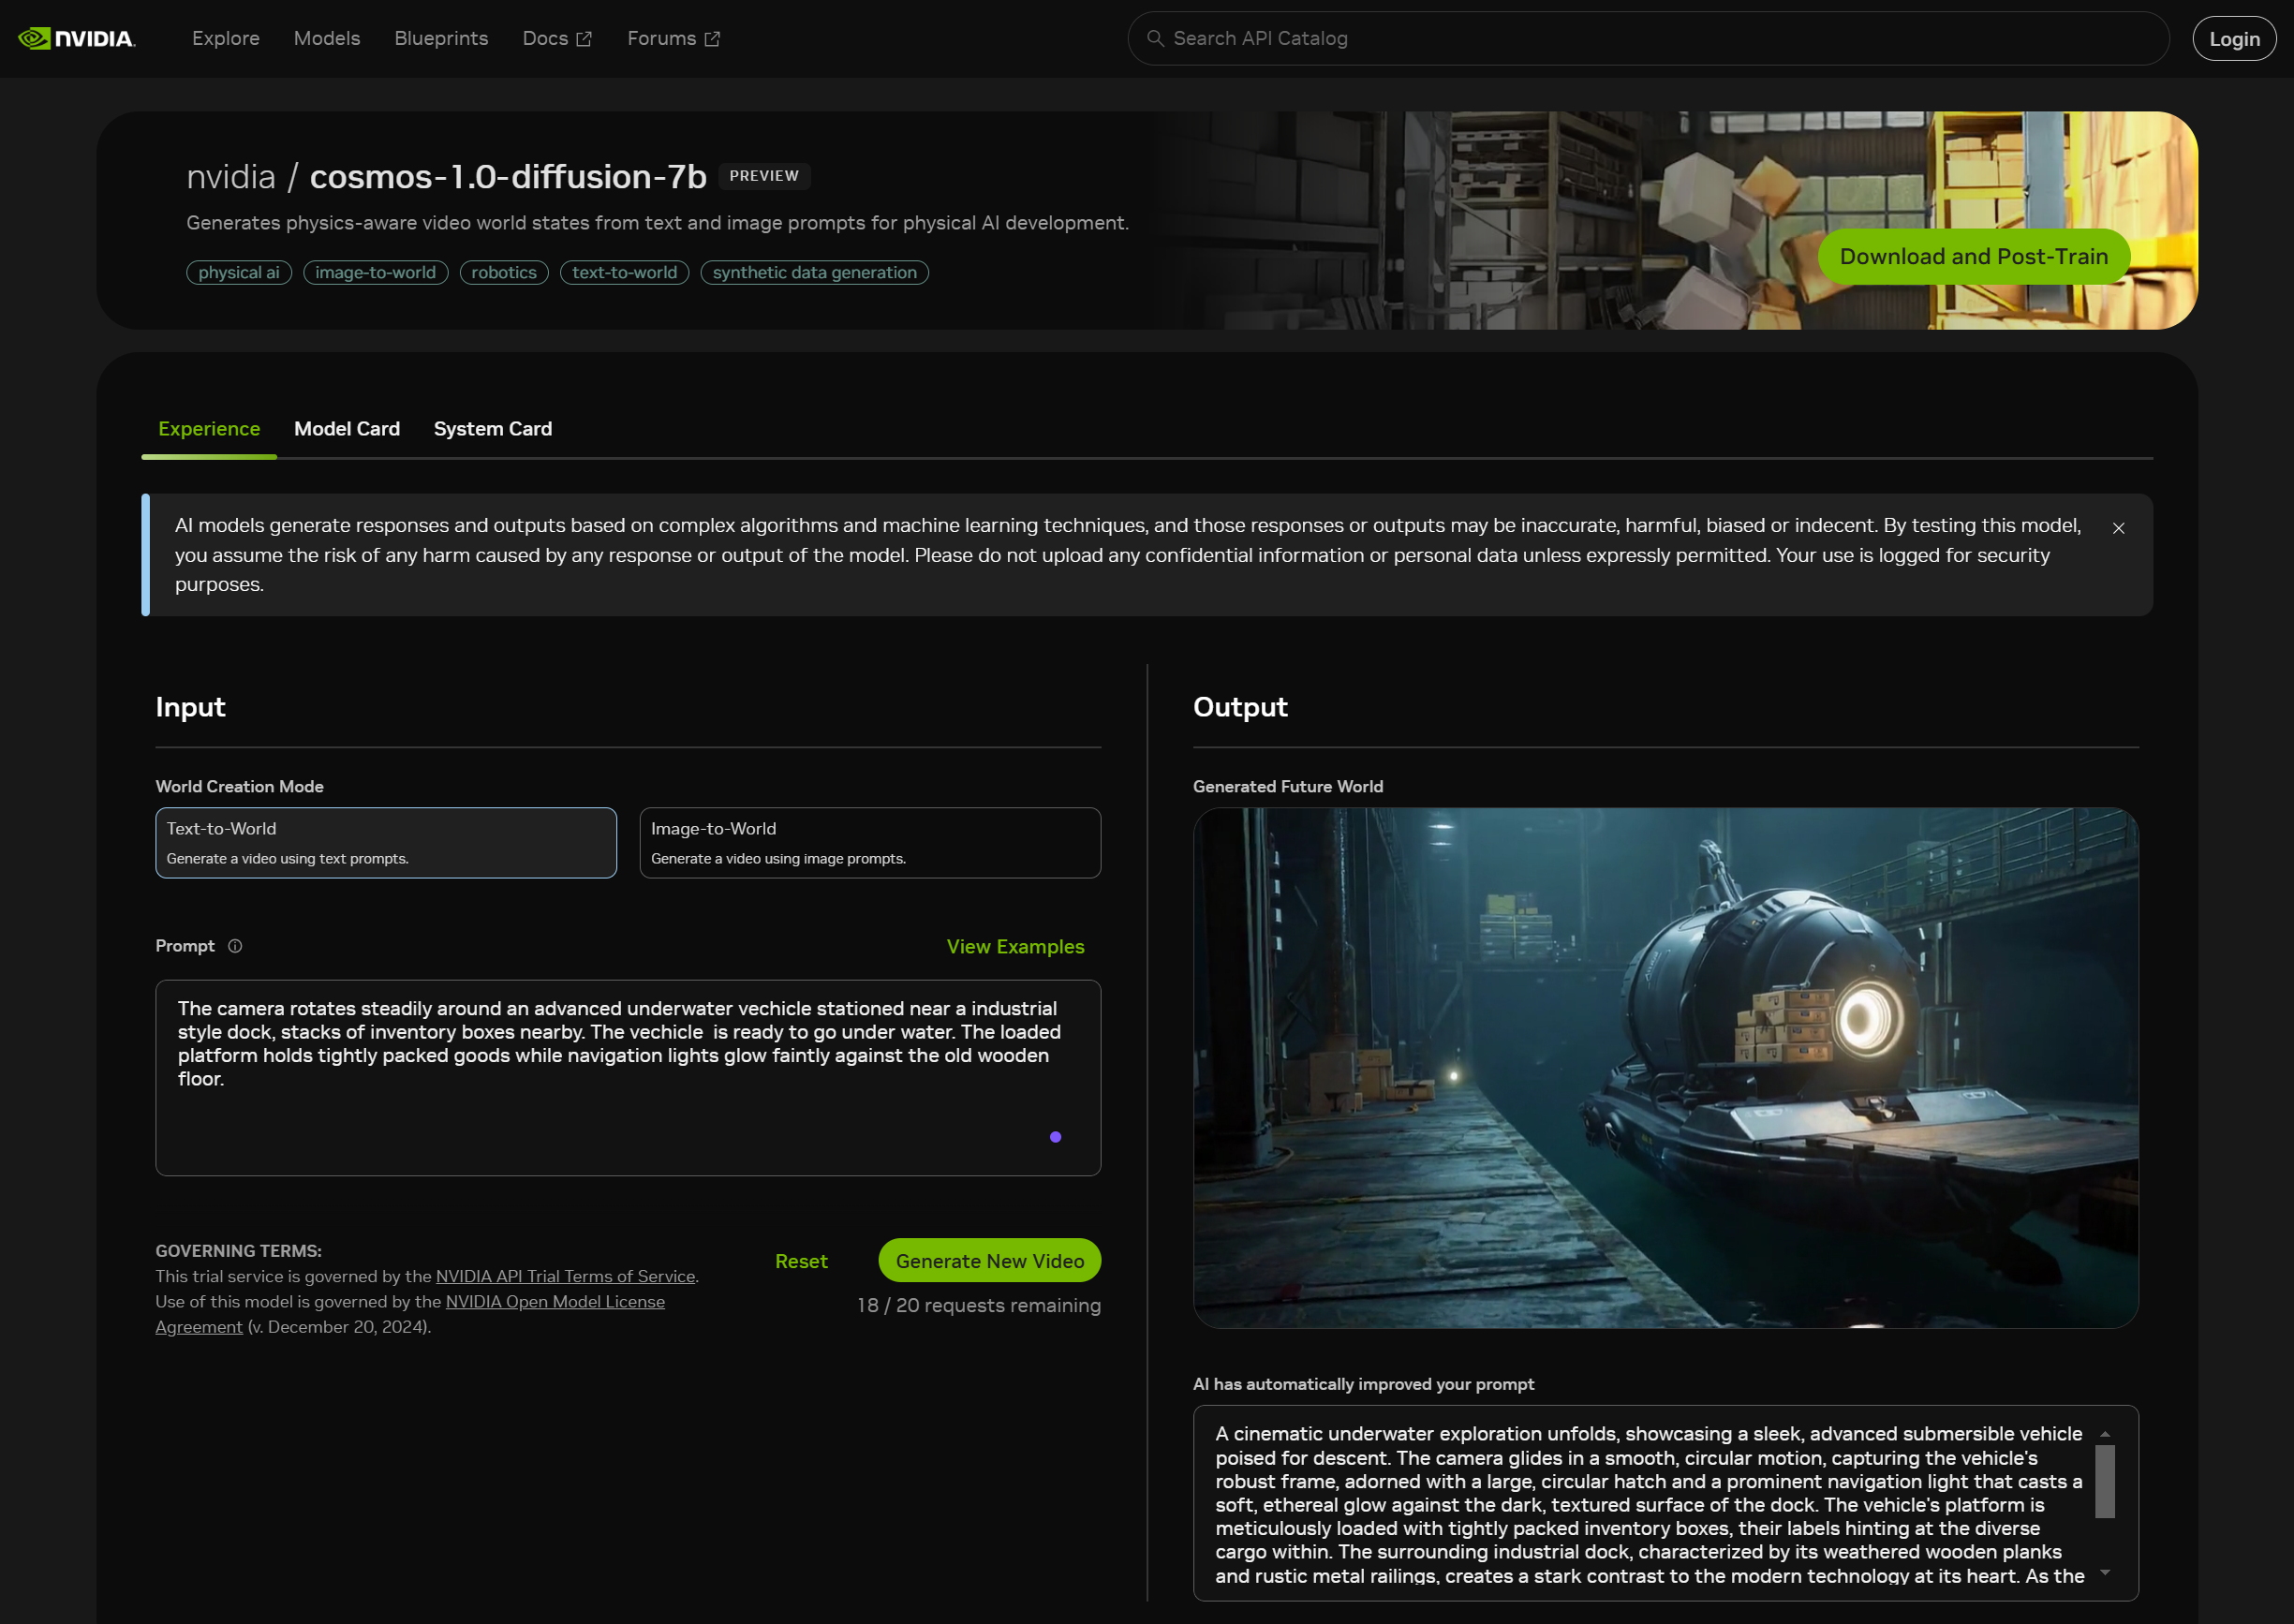 NVIDIA.
Explore
Models
Blueprints
Docs
Forums
Search API Catalog
Login
nvidia / cosmos-1.0-diffusion-7b PREVIEW
Generates physics-aware video world states from text and image prompts for physical AI development.
physical ai
image-to-world
robotics
text-to-world
synthetic data generation
Download and Post-Train
Experience
Model Card
System Card
AI models generate responses and outputs based on complex algorithms and machine learning techniques, and those responses or outputs may be inaccurate, harmful, biased or indecent. By testing this model,
you assume the risk of any harm caused by any response or output of the model. Please do not upload any confidential information or personal data unless expressly permitted. Your use is logged for security
purposes.
Input
World Creation Mode
Text-to-World
Generate a video using text prompts.
Image-to-World
Generate a video using image prompts.
Prompt
View Examples
The camera rotates steadily around an advanced underwater vechicle stationed near a industrial
style dock, stacks of inventory boxes nearby. The vechicle  is ready to go under water. The loaded
platform holds tightly packed goods while navigation lights glow faintly against the old wooden
floor.
GOVERNING TERMS:
This trial service is governed by the NVIDIA API Trial Terms of Service.
Use of this model is governed by the NVIDIA Open Model License
Agreement (v. December 20, 2024).
Reset
Generate New Video
18 / 20 requests remaining
Output
Generated Future World
AI has automatically improved your prompt
A cinematic underwater exploration unfolds, showcasing a sleek, advanced submersible vehicle
poised for descent. The camera glides in a smooth, circular motion, capturing the vehicle's
robust frame, adorned with a large, circular hatch and a prominent navigation light that casts a
soft, ethereal glow against the dark, textured surface of the dock. The vehicle's platform is
meticulously loaded with tightly packed inventory boxes, their labels hinting at the diverse
cargo within. The surrounding industrial dock, characterized by its weathered wooden planks
and rustic metal railings, creates a stark contrast to the modern technology at its heart. As the